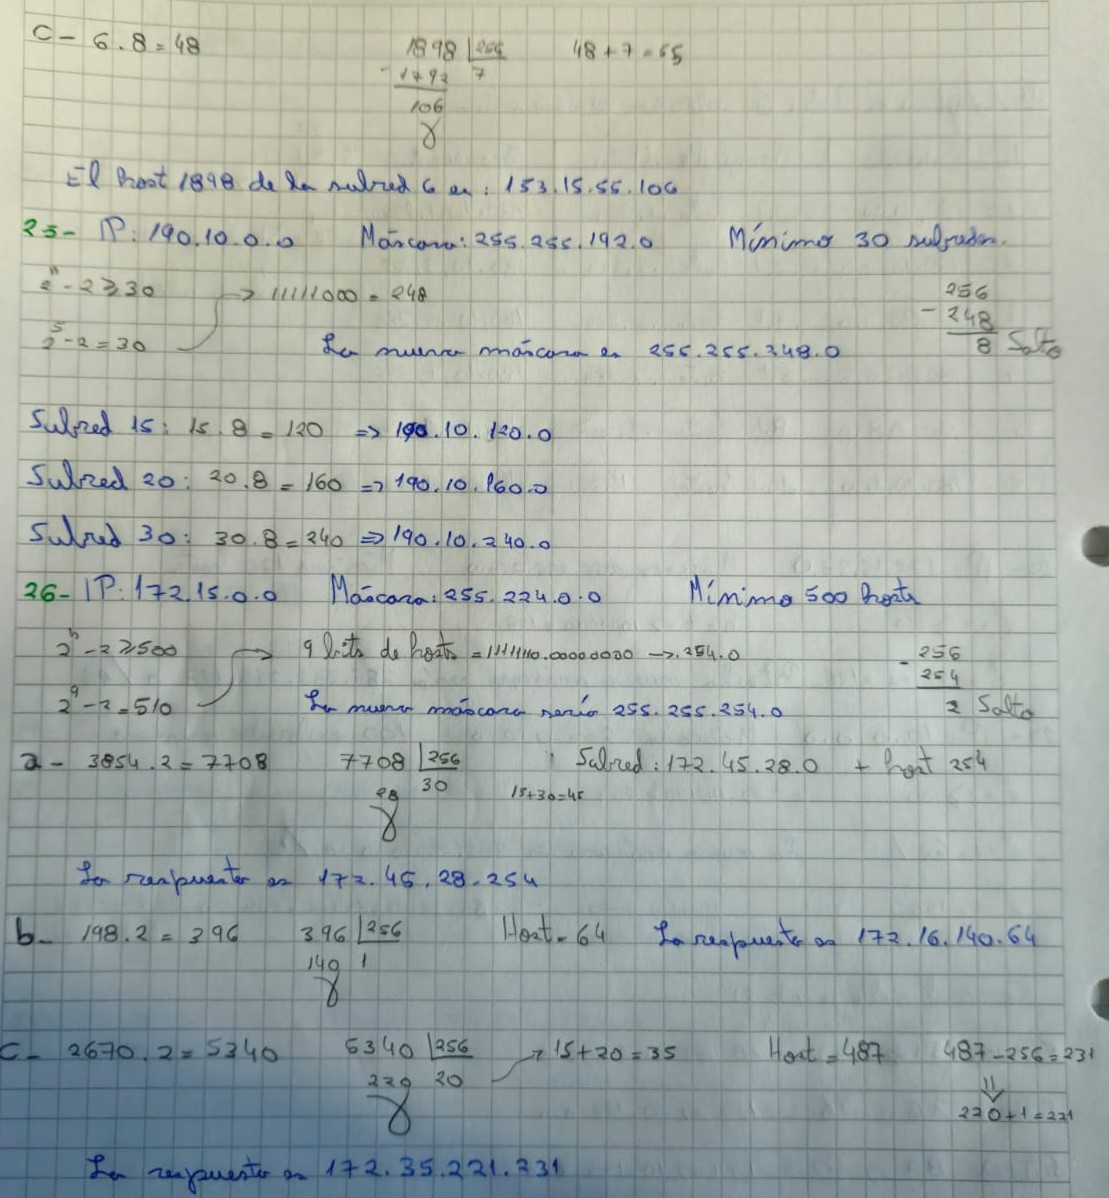 C - 6.8 = 48    1898 |256    48 + 7 = 55
- 1792    7
106
El host 1898 de la subred 6 es: 153.15.55.106
25- IP: 190.10.0.0    Máscara: 255.255.192.0    Mínimo 30 subredes.
2^n - 2 ≥ 30 → 11111000 = 248    256
- 248
2^5 - 2 = 30    La nueva máscara es 255.255.248.0    8 Salto
Subred 15: 15.8 = 120 => 190.10.120.0
Subred 20: 20.8 = 160 => 190.10.160.0
Subred 30: 30.8 = 240 => 190.10.240.0
26- IP: 172.15.0.0    Máscara: 255.224.0.0    Mínimo 500 hosts
2^n - 2 ≥ 500 → 9 bits de hosts = 11111110.00000000 → .254.0    - 256
254
2^9 - 2 = 510    La nueva máscara sería 255.255.254.0    2 Salto
a - 3854.2 = 7708    7708 |256    Subred: 172.45.28.0 + host 254
28    30    15+30=45
La respuesta es 172.45.28.254
b- 198.2 = 396    396 |256    Host = 64    La respuesta es 172.16.140.64
140    1
C - 2670.2 = 5340    5340 |256 → 15+20 = 35    Host = 487    487 - 256 = 231
220    20    220+1 = 221
La respuesta es 172.35.221.231